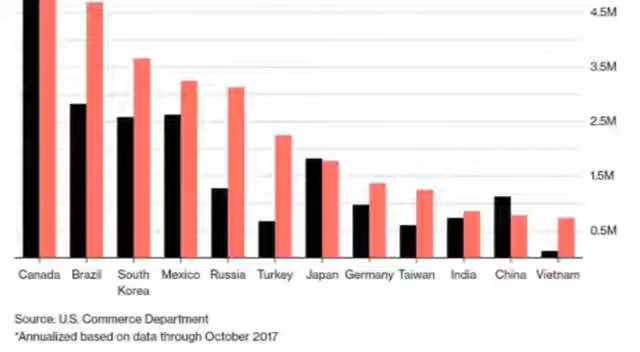 4.5M
3.5M
2.5M
1.5M
0.5M
Canada Brazil South Korea Mexico Russia Turkey Japan Germany Taiwan India China Vietnam
Source: U.S. Commerce Department
*Annualized based on data through October 2017